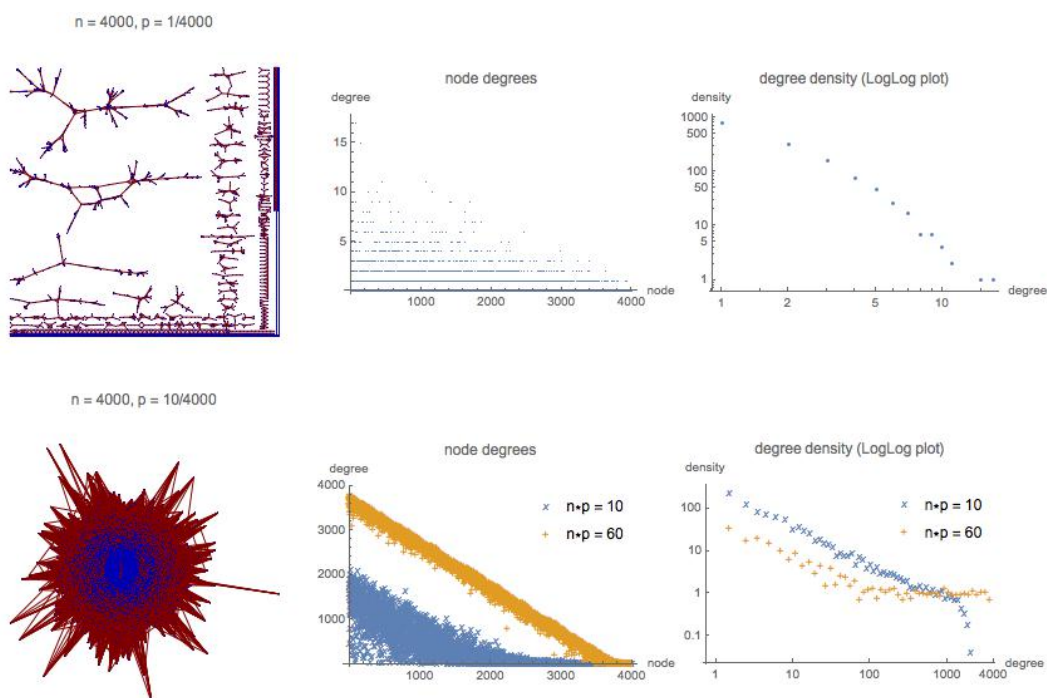 n = 4000, p = 1/4000
node degrees
degree
15
10
5
1000 2000 3000 4000
node
degree density (LogLog plot)
density
1000
500
100
50
10
5
1
1 2 5 10
degree
n = 4000, p = 10/4000
node degrees
degree
4000
3000
2000
1000
1000 2000 3000 4000
node
n*p = 10
n*p = 60
degree density (LogLog plot)
density
100
10
1
0.1
1 10 100 1000 4000
degree
n*p = 10
n*p = 60